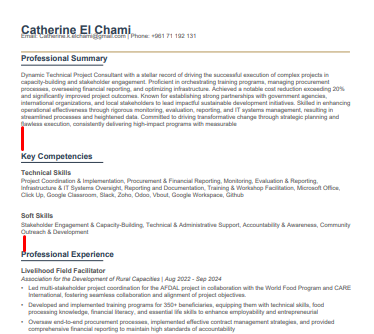 Catherine El Chami
Email: Catherine.k.elchami@gmail.com | Phone: +961 71 192 131
Professional Summary
Dynamic Technical Project Consultant with a stellar record of driving the successful execution of complex projects in
capacity-building and stakeholder engagement. Proficient in orchestrating training programs, managing procurement
processes, overseeing financial reporting, and optimizing infrastructure. Achieved a notable cost reduction exceeding 20%
and significantly improved project outcomes. Known for establishing strong partnerships with government agencies,
international organizations, and local stakeholders to lead impactful sustainable development initiatives. Skilled in enhancing
operational effectiveness through rigorous monitoring, evaluation, reporting, and IT systems management, resulting in
streamlined processes and heightened data. Committed to driving transformative change through strategic planning and
flawless execution, consistently delivering high-impact programs with measurable
Key Competencies
Technical Skills
Project Coordination & Implementation, Procurement & Financial Reporting, Monitoring, Evaluation & Reporting,
Infrastructure & IT Systems Oversight, Reporting and Documentation, Training & Workshop Facilitation, Microsoft Office,
Click Up, Google Classroom, Slack, Zoho, Odoo, Vbout, Google Workspace, Github
Soft Skills
Stakeholder Engagement & Capacity-Building, Technical & Administrative Support, Accountability & Awareness, Community
Outreach & Development
Professional Experience
Livelihood Field Facilitator
Association for the Development of Rural Capacities | Aug 2022 - Sep 2024
• Led multi-stakeholder project coordination for the AFDAL project in collaboration with the World Food Program and CARE
International, fostering seamless collaboration and alignment of project objectives.
• Developed and implemented training programs for 350+ beneficiaries, equipping them with technical skills, food
processing knowledge, financial literacy, and essential life skills to enhance employability and entrepreneurial
• Oversee end-to-end procurement processes, implemented effective contract management strategies, and provided
comprehensive financial reporting to maintain high standards of accountability